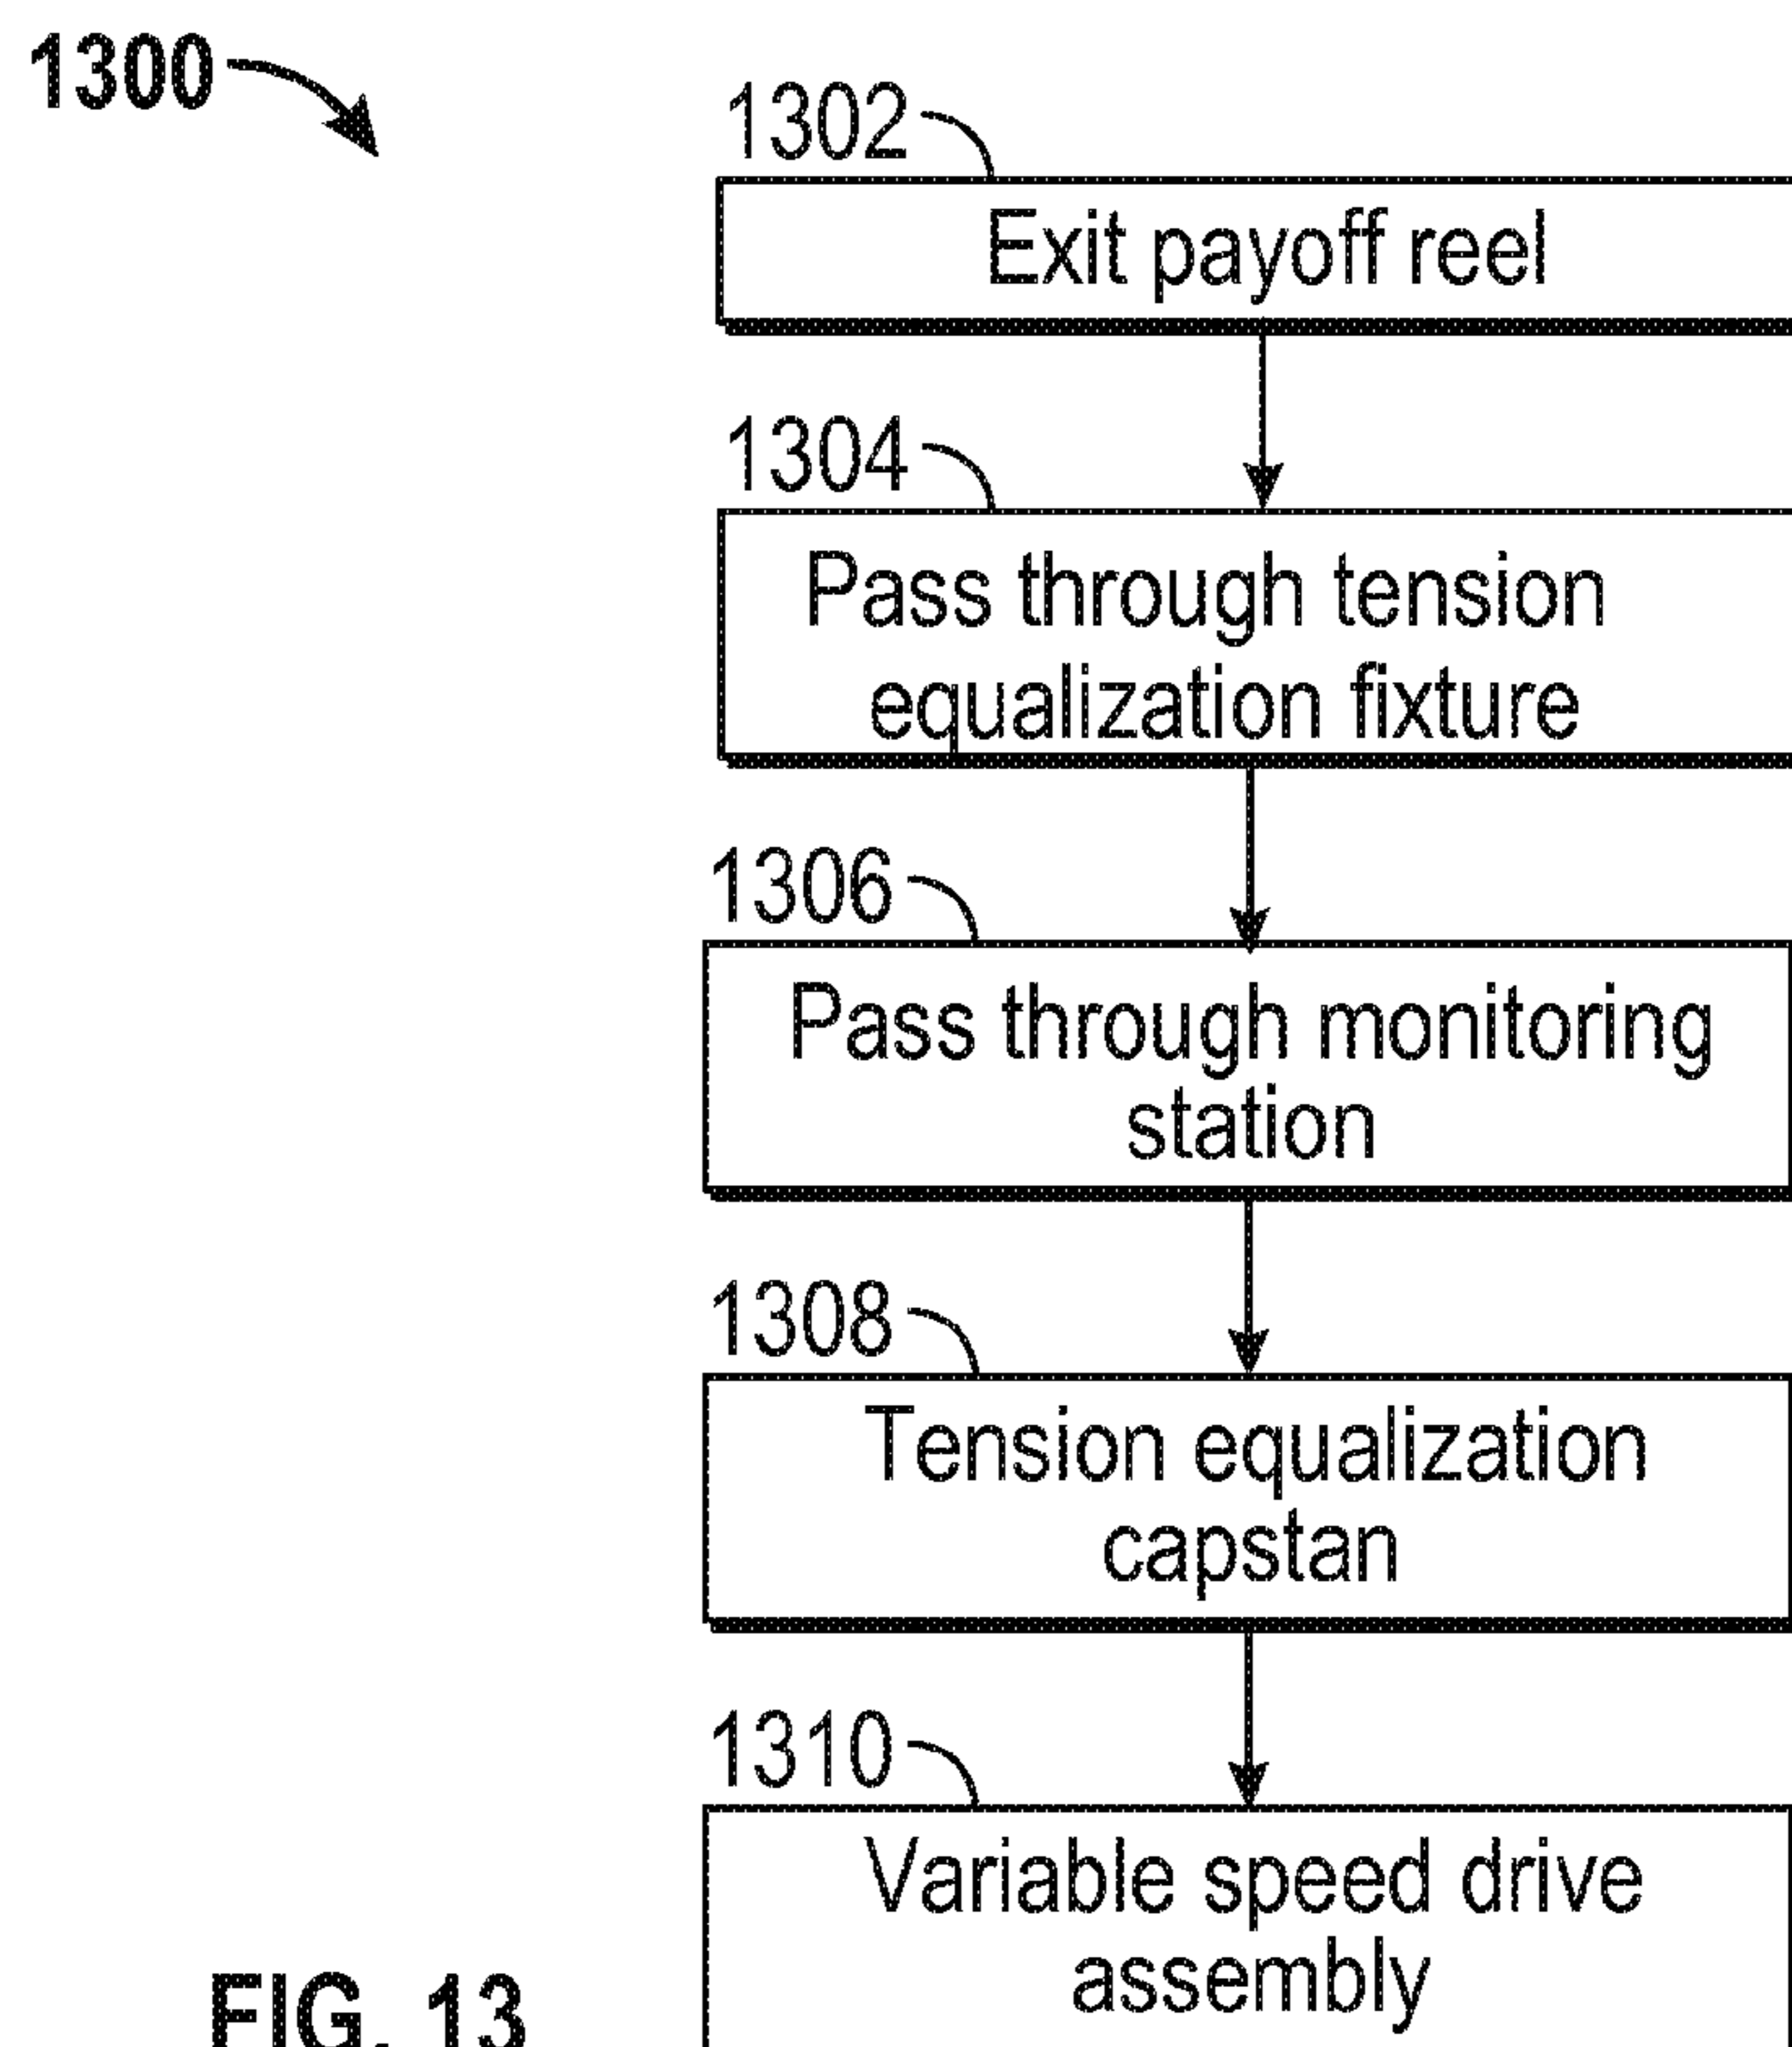 1300
1302
Exit payoff reel
1304
Pass through tension
equalization fixture
1306
Pass through monitoring
station
1308
Tension equalization
capstan
1310
Variable speed drive
assembly
FIG. 13